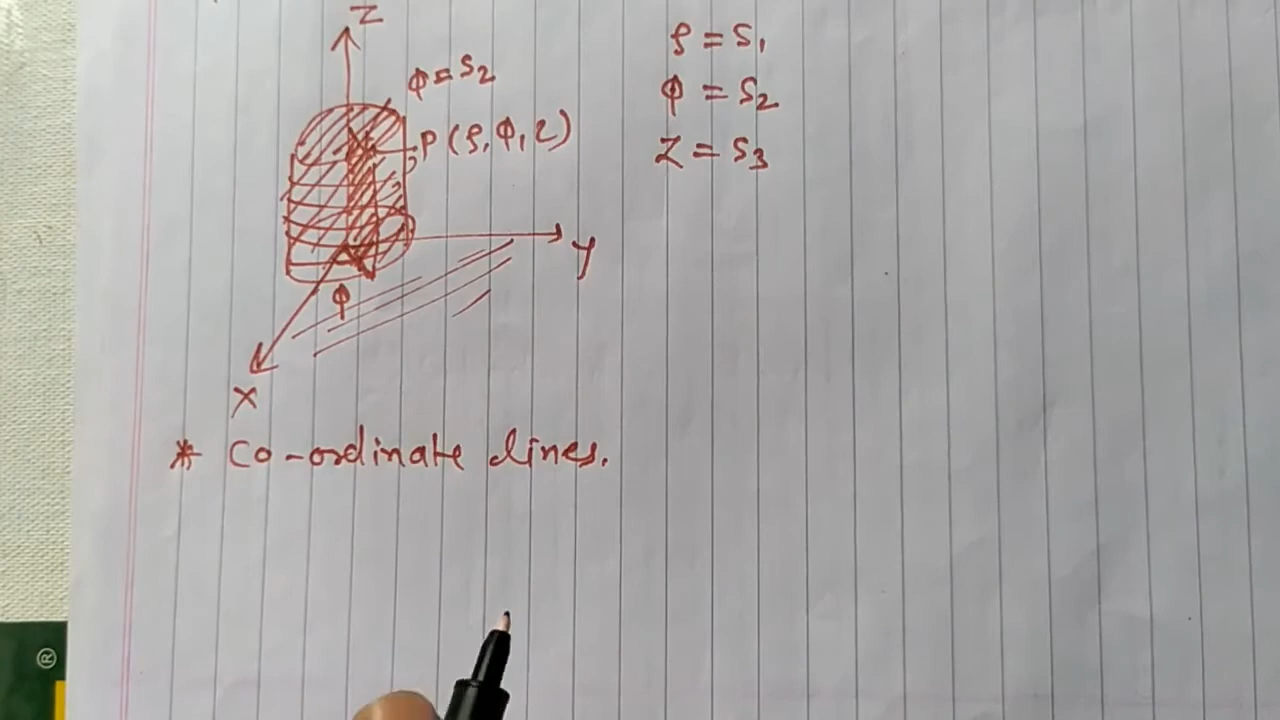 Z
φ = S₂
P (ρ, φ, z)
y
φ
X
ρ = S₁
φ = S₂
Z = S₃
* Co-ordinate lines.
®